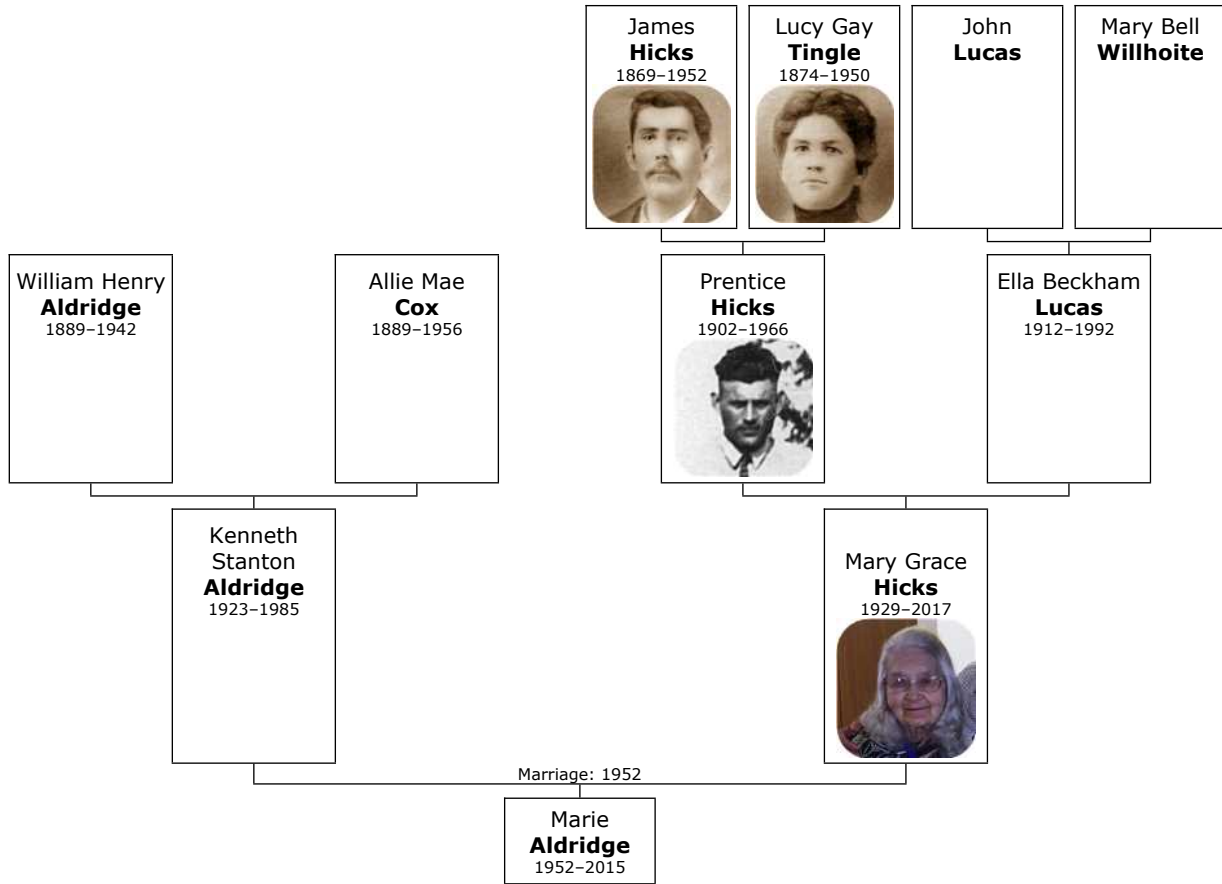 James
Hicks
1869–1952
Lucy Gay
Tingle
1874–1950
John
Lucas
Mary Bell
Willhoite
William Henry
Aldridge
1889–1942
Allie Mae
Cox
1889–1956
Prentice
Hicks
1902–1966
Ella Beckham
Lucas
1912–1992
Kenneth
Stanton
Aldridge
1923–1985
Mary Grace
Hicks
1929–2017
Marriage: 1952
Marie
Aldridge
1952–2015